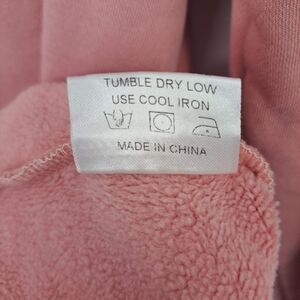 TUMBLE DRY LOW
USE COOL IRON
MADE IN CHINA